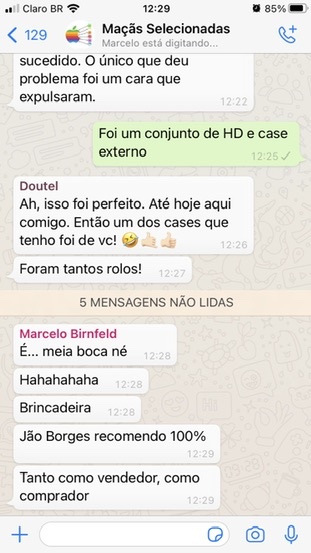 Claro BR
12:29
85%
129
Maçãs Selecionadas
Marcelo está digitando...
sucedido. O único que deu
problema foi um cara que
expulsaram.
12:22
Foi um conjunto de HD e case
externo
12:25
Doutel
Ah, isso foi perfeito. Até hoje aqui
comigo. Então um dos cases que
tenho foi de vc! 🤣🤙🏻👍🏻
12:26
Foram tantos rolos!
12:27
5 MENSAGENS NÃO LIDAS
Marcelo Birnfeld
É... meia boca né
12:28
Hahahahaha
12:28
Brincadeira
12:28
Jão Borges recomendo 100%
12:29
Tanto como vendedor, como
comprador
12:29